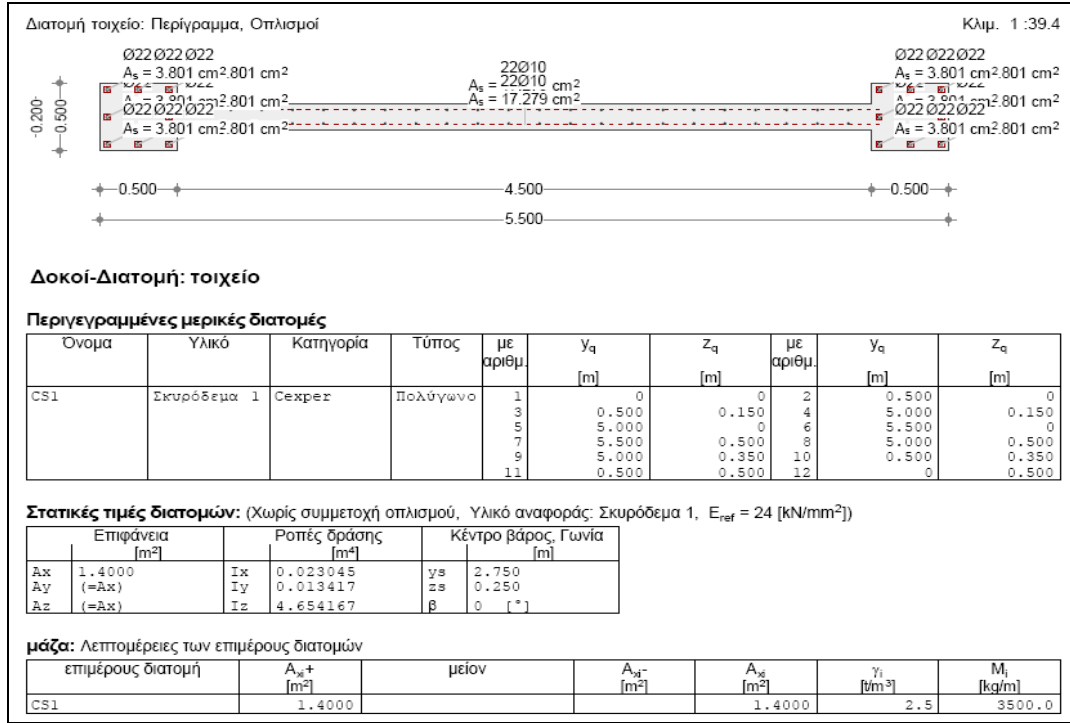 Διατομή τοιχείο: Περίγραμμα, Οπλισμοί Κλιμ. 1 :39.4
Ø22 Ø22 Ø22 22Ø10 Ø22 Ø22 Ø22
As = 3.801 cm2.801 cm2 As = 22Ø10 cm2 As = 3.801 cm2.801 cm2
As = 17.279 cm2
3.801 cm2.801 cm2 3.801 cm2.801 cm2
Ø22 Ø22 Ø22 Ø22 Ø22 Ø22
As = 3.801 cm2.801 cm2 As = 3.801 cm2.801 cm2
-0.200-
0.500
0.500 4.500 0.500
5.500
Δοκοί-Διατομή: τοιχείο
Περιγεγραμμένες μερικές διατομές
Όνομα Υλικό Κατηγορία Τύπος με αριθμ. yq [m] zq [m] με αριθμ. yq [m] zq [m]
CS1 Σκυρόδεμα 1 Cexper Πολύγωνο 1 0 0 2 0.500 0
3 0.500 0.150 4 5.000 0.150
5 5.000 0 6 5.500 0
7 5.500 0.500 8 5.000 0.500
9 5.000 0.350 10 0.500 0.350
11 0.500 0.500 12 0 0.500
Στατικές τιμές διατομών: (Χωρίς συμμετοχή οπλισμού, Υλικό αναφοράς: Σκυρόδεμα 1, Eref = 24 [kN/mm2])
Επιφάνεια Ροπές δράσης Κέντρο βάρος, Γωνία
[m2] [m4] [m]
Ax 1.4000 Ix 0.023045 ys 2.750
Ay (=Ax) Iy 0.013417 zs 0.250
Az (=Ax) Iz 4.654167 β 0 [°]
μάζα: Λεπτομέρειες των επιμέρους διατομών
επιμέρους διατομή Axi+ μείον Axi- Axi γi Mi
[m2] [m2] [m2] [t/m3] [kg/m]
CS1 1.4000 1.4000 2.5 3500.0